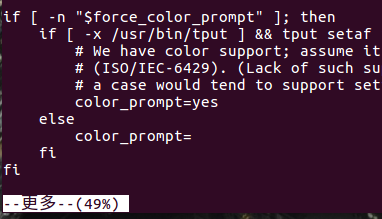 if [ -n "$force_color_prompt" ]; then
    if [ -x /usr/bin/tput ] && tput setaf
        # We have color support; assume it
        # (ISO/IEC-6429). (Lack of such su
        # a case would tend to support set
        color_prompt=yes
    else
        color_prompt=
    fi
fi
--更多--(49%)